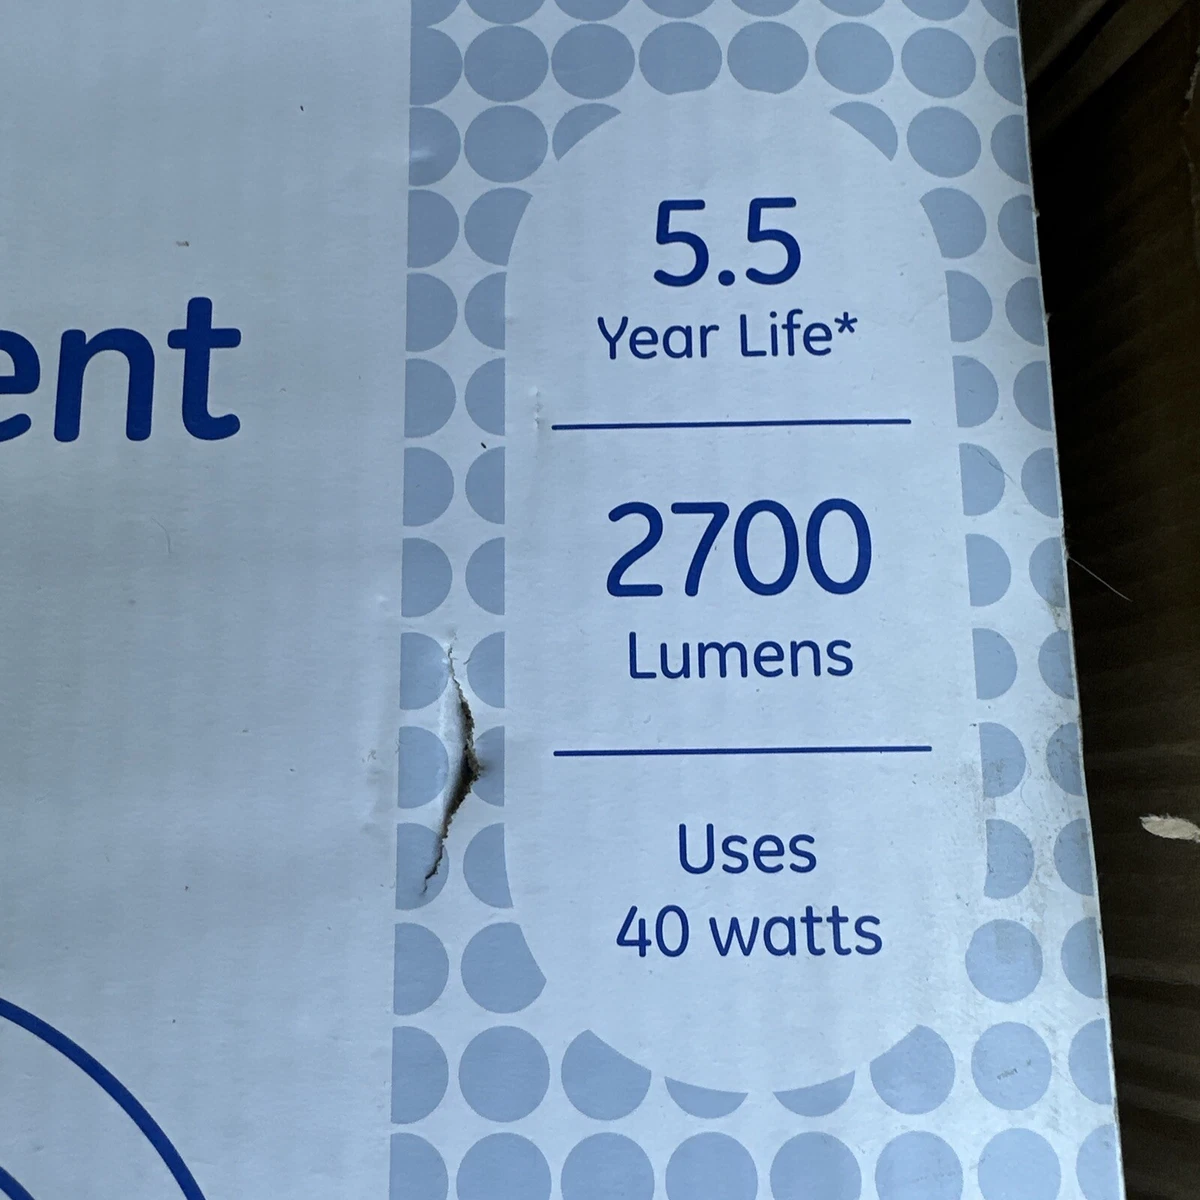 ent
5.5
Year Life*
2700
Lumens
Uses
40 watts